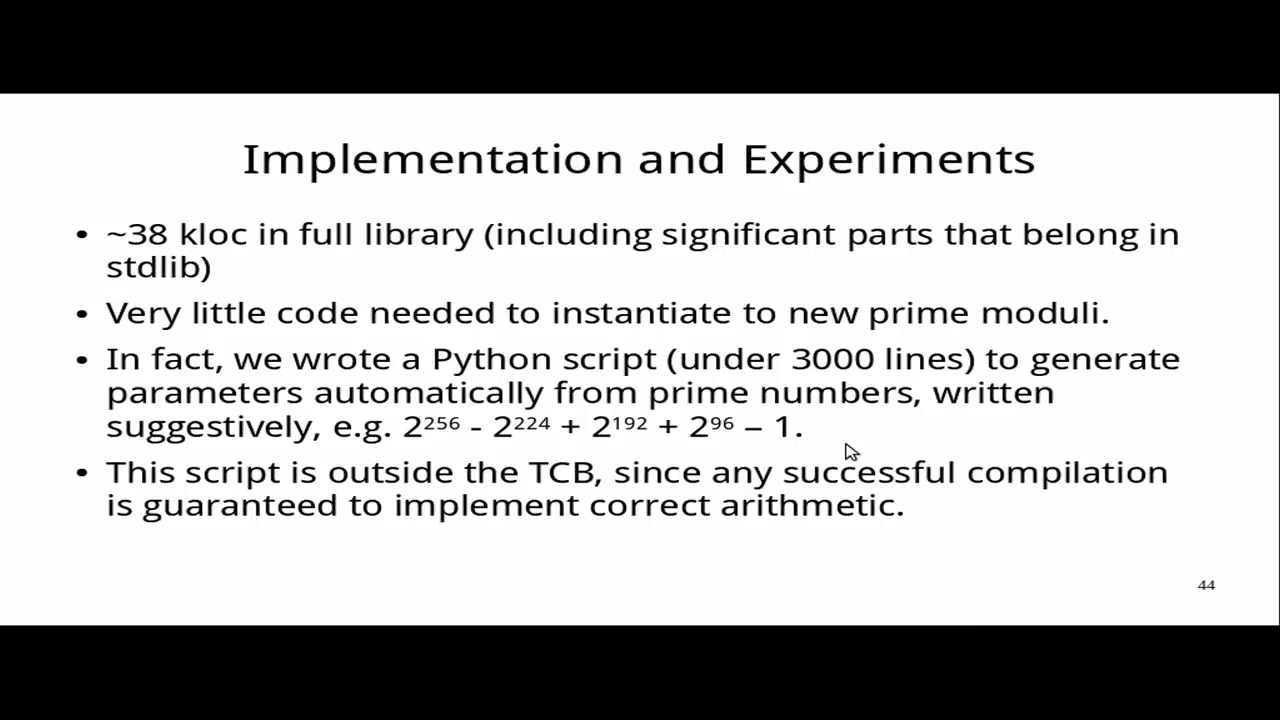 Implementation and Experiments
• ~38 kloc in full library (including significant parts that belong in
stdlib)
• Very little code needed to instantiate to new prime moduli.
• In fact, we wrote a Python script (under 3000 lines) to generate
parameters automatically from prime numbers, written
suggestively, e.g. 2²⁵⁶ - 2²²⁴ + 2¹⁹² + 2⁹⁶ – 1.
• This script is outside the TCB, since any successful compilation
is guaranteed to implement correct arithmetic.
44